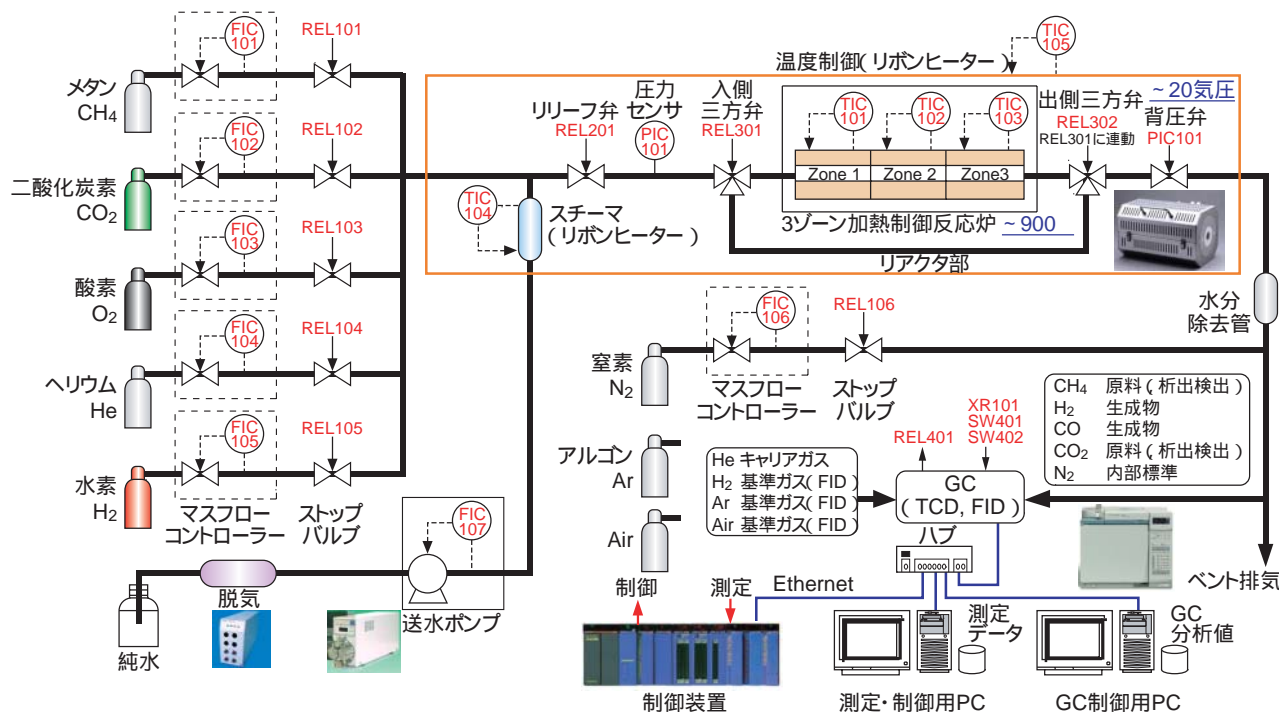 FIC
101
REL101
メタン
CH4
FIC
102
REL102
二酸化炭素
CO2
FIC
103
REL103
酸素
O2
FIC
104
REL104
ヘリウム
He
FIC
105
REL105
水素
H2
マスフロー
コントローラー
ストップ
バルブ
温度制御(リボンヒーター)
TIC
105
リリーフ弁
REL201
圧力
センサ
PIC
101
入側
三方弁
REL301
TIC
101
TIC
102
TIC
103
出側三方弁
REL302
REL301に連動
~20気圧
背圧弁
PIC101
Zone 1
Zone 2
Zone3
3ゾーン加熱制御反応炉
~900
TIC
104
スチーマ
(リボンヒーター)
リアクタ部
水分
除去管
FIC
106
REL106
窒素
N2
マスフロー
コントローラー
ストップ
バルブ
CH4 原料(析出検出)
H2 生成物
CO 生成物
CO2 原料(析出検出)
N2 内部標準
アルゴン
Ar
Air
He キャリアガス
H2 基準ガス(FID)
Ar 基準ガス(FID)
Air 基準ガス(FID)
REL401
XR101
SW401
SW402
GC
(TCD, FID)
ハブ
ベント排気
FIC
107
送水ポンプ
脱気
純水
制御
測定
Ethernet
制御装置
測定
データ
測定・制御用PC
GC
分析値
GC制御用PC